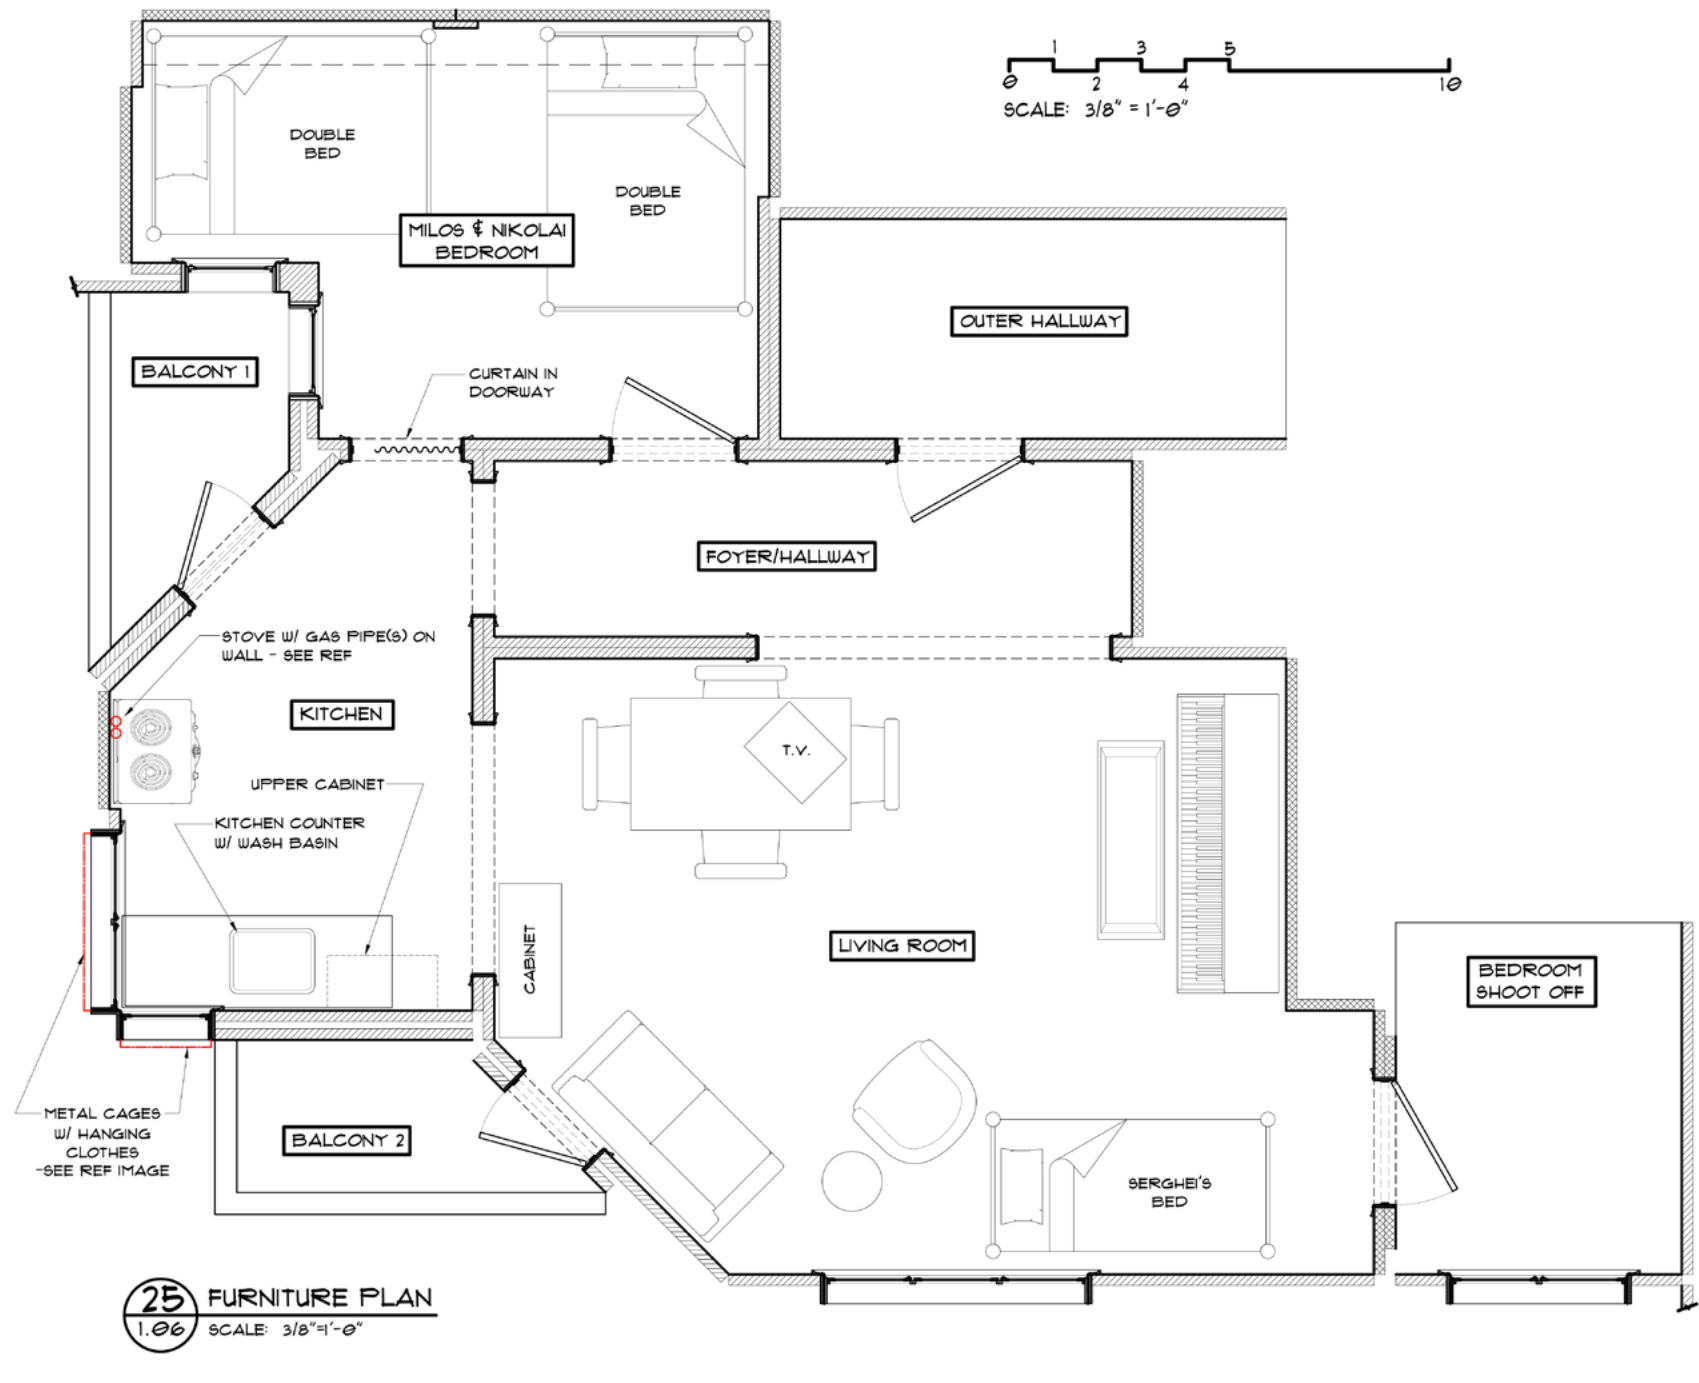 1 3 5
0 2 4 10
SCALE: 3/8" = 1'-0"
DOUBLE
BED
DOUBLE
BED
MILOS & NIKOLAI
BEDROOM
OUTER HALLWAY
BALCONY 1
CURTAIN IN
DOORWAY
FOYER/HALLWAY
STOVE W/ GAS PIPE(S) ON
WALL - SEE REF
KITCHEN
T.V.
UPPER CABINET
KITCHEN COUNTER
W/ WASH BASIN
CABINET
LIVING ROOM
BEDROOM
SHOOT OFF
METAL CAGES
W/ HANGING
CLOTHES
-SEE REF IMAGE
BALCONY 2
SERGHEI'S
BED
25
1.06
FURNITURE PLAN
SCALE: 3/8"=1'-0"